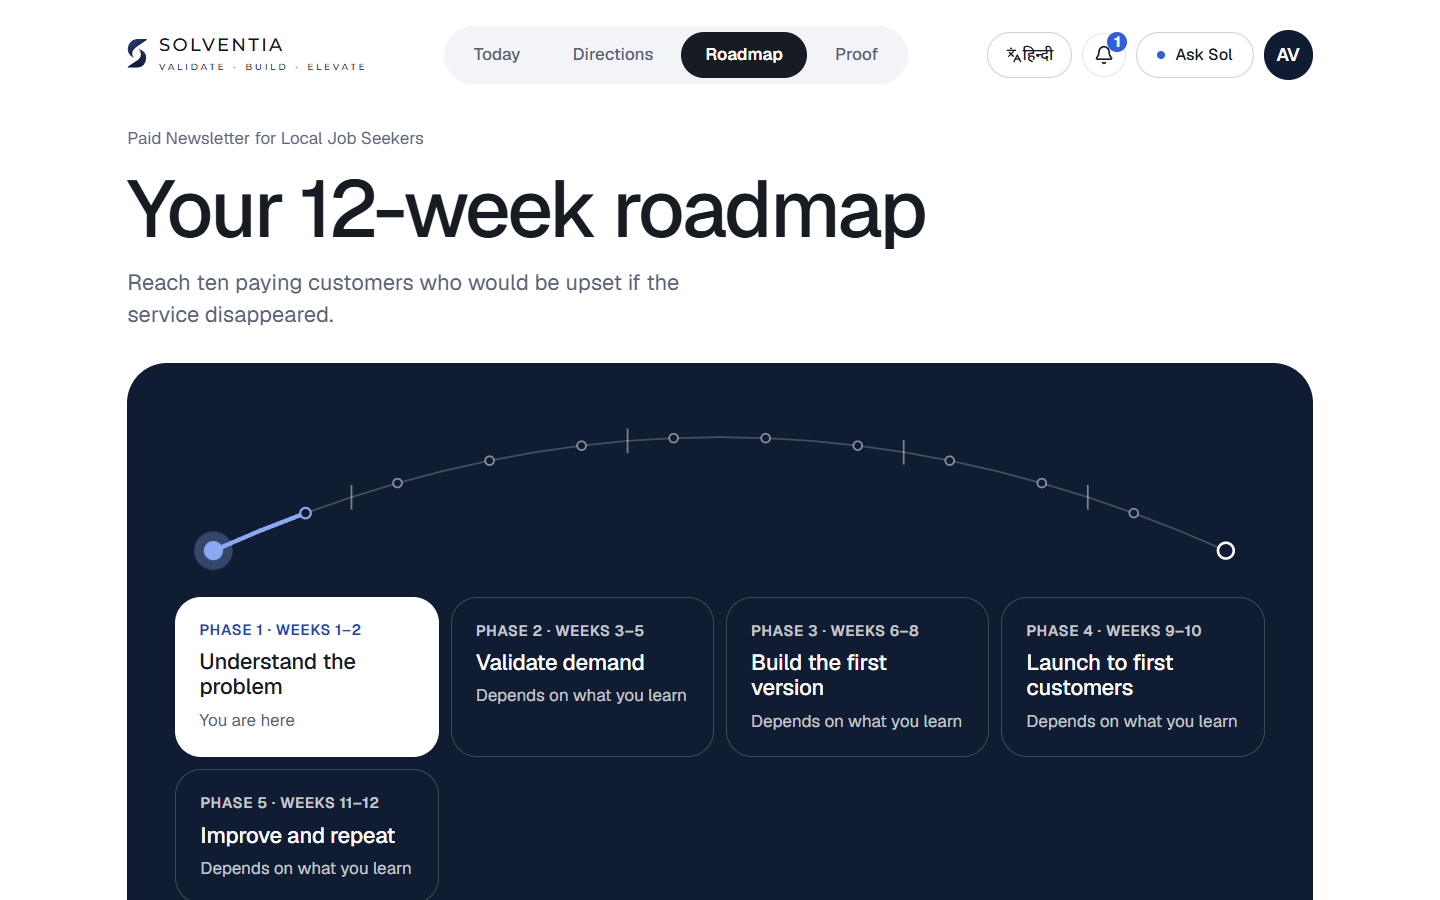 SOLVENTIA
VALIDATE · BUILD · ELEVATE
Today
Directions
Roadmap
Proof
हिन्दी
1
Ask Sol
AV
Paid Newsletter for Local Job Seekers
Your 12-week roadmap
Reach ten paying customers who would be upset if the
service disappeared.
PHASE 1 · WEEKS 1–2
Understand the
problem
You are here
PHASE 2 · WEEKS 3–5
Validate demand
Depends on what you learn
PHASE 3 · WEEKS 6–8
Build the first
version
Depends on what you learn
PHASE 4 · WEEKS 9–10
Launch to first
customers
Depends on what you learn
PHASE 5 · WEEKS 11–12
Improve and repeat
Depends on what you learn